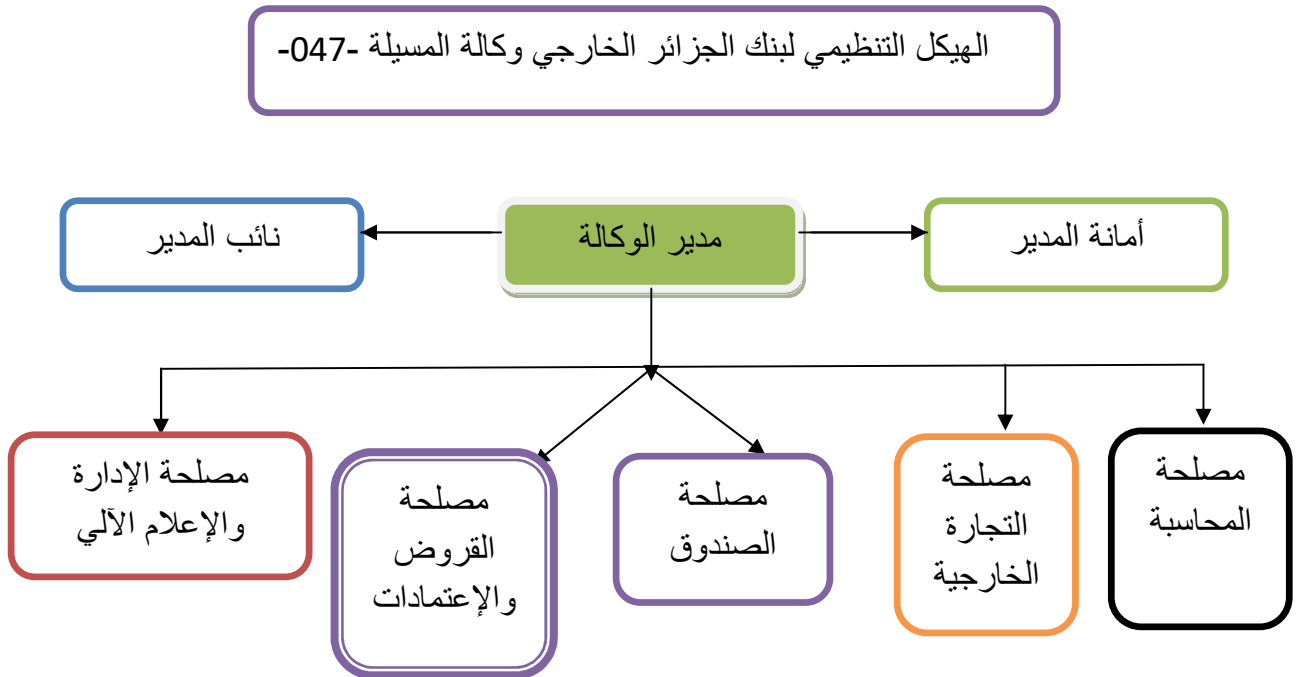 الهيكل التنظيمي لبنك الجزائر الخارجي وكالة المسيلة -047-
أمانة المدير
مدير الوكالة
نائب المدير
مصلحة
المحاسبة
مصلحة
التجارة
الخارجية
مصلحة
الصندوق
مصلحة
القروض
والإعتمادات
مصلحة الإدارة
والإعلام الآلي